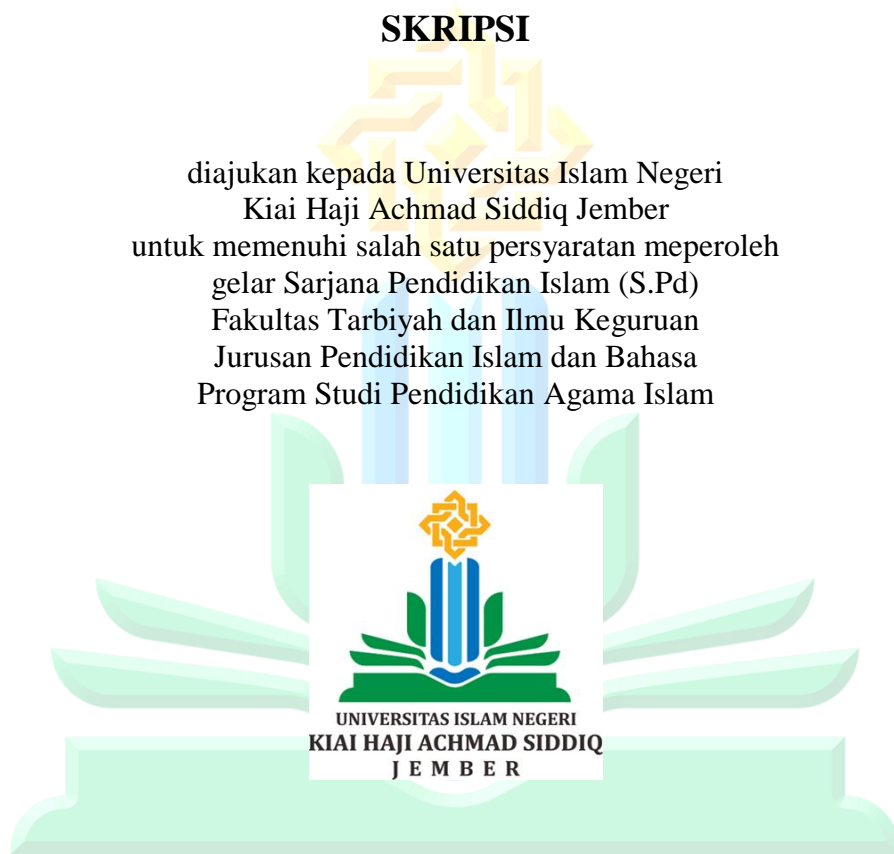 SKRIPSI
diajukan kepada Universitas Islam Negeri
Kiai Haji Achmad Siddiq Jember
untuk memenuhi salah satu persyaratan meperoleh
gelar Sarjana Pendidikan Islam (S.Pd)
Fakultas Tarbiyah dan Ilmu Keguruan
Jurusan Pendidikan Islam dan Bahasa
Program Studi Pendidikan Agama Islam
UNIVERSITAS ISLAM NEGERI
KIAI HAJI ACHMAD SIDDIQ
JEMBER